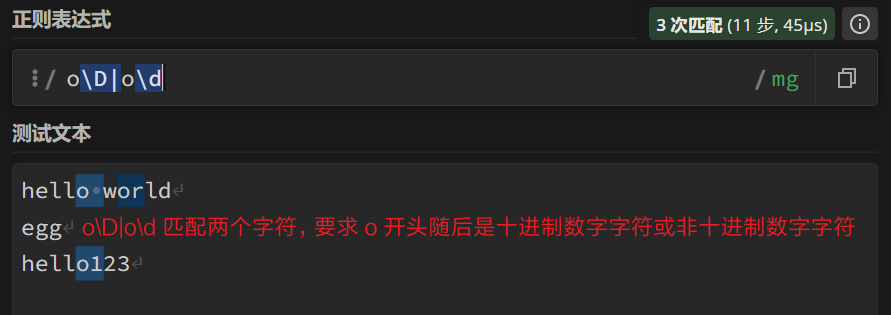 正则表达式
3 次匹配 (11 步, 45μs)
/ o\D|o\d / mg
测试文本
hello·world↵
egg↵ o\D|o\d 匹配两个字符，要求 o 开头随后是十进制数字字符或非十进制数字字符
hello123↵